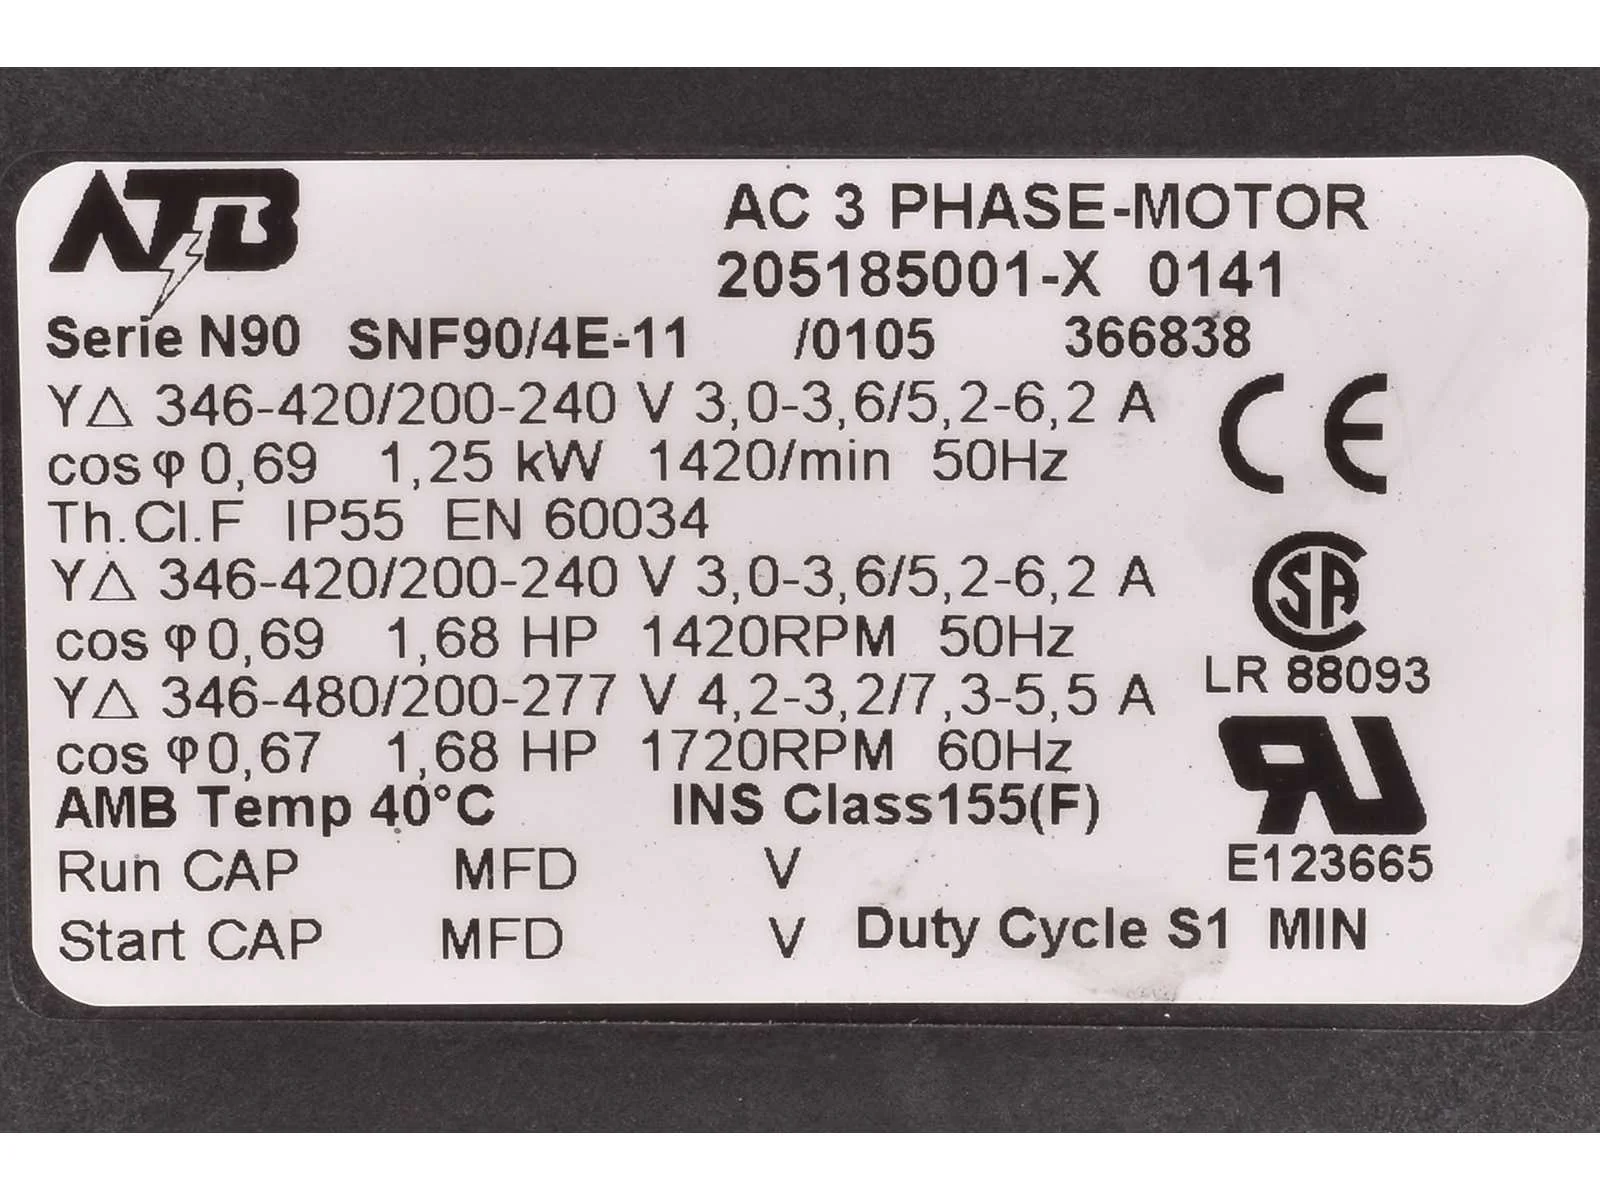 ATB
AC 3 PHASE-MOTOR
205185001-X 0141
Serie N90 SNF90/4E-11 /0105 366838
Y△ 346-420/200-240 V 3,0-3,6/5,2-6,2 A
CE
cos φ 0,69 1,25 kW 1420/min 50Hz
Th.Cl.F IP55 EN 60034
Y△ 346-420/200-240 V 3,0-3,6/5,2-6,2 A
SA
cos φ 0,69 1,68 HP 1420RPM 50Hz
LR 88093
Y△ 346-480/200-277 V 4,2-3,2/7,3-5,5 A
cos φ 0,67 1,68 HP 1720RPM 60Hz
RU
AMB Temp 40°C INS Class155(F)
Run CAP MFD V
E123665
Start CAP MFD V Duty Cycle S1 MIN